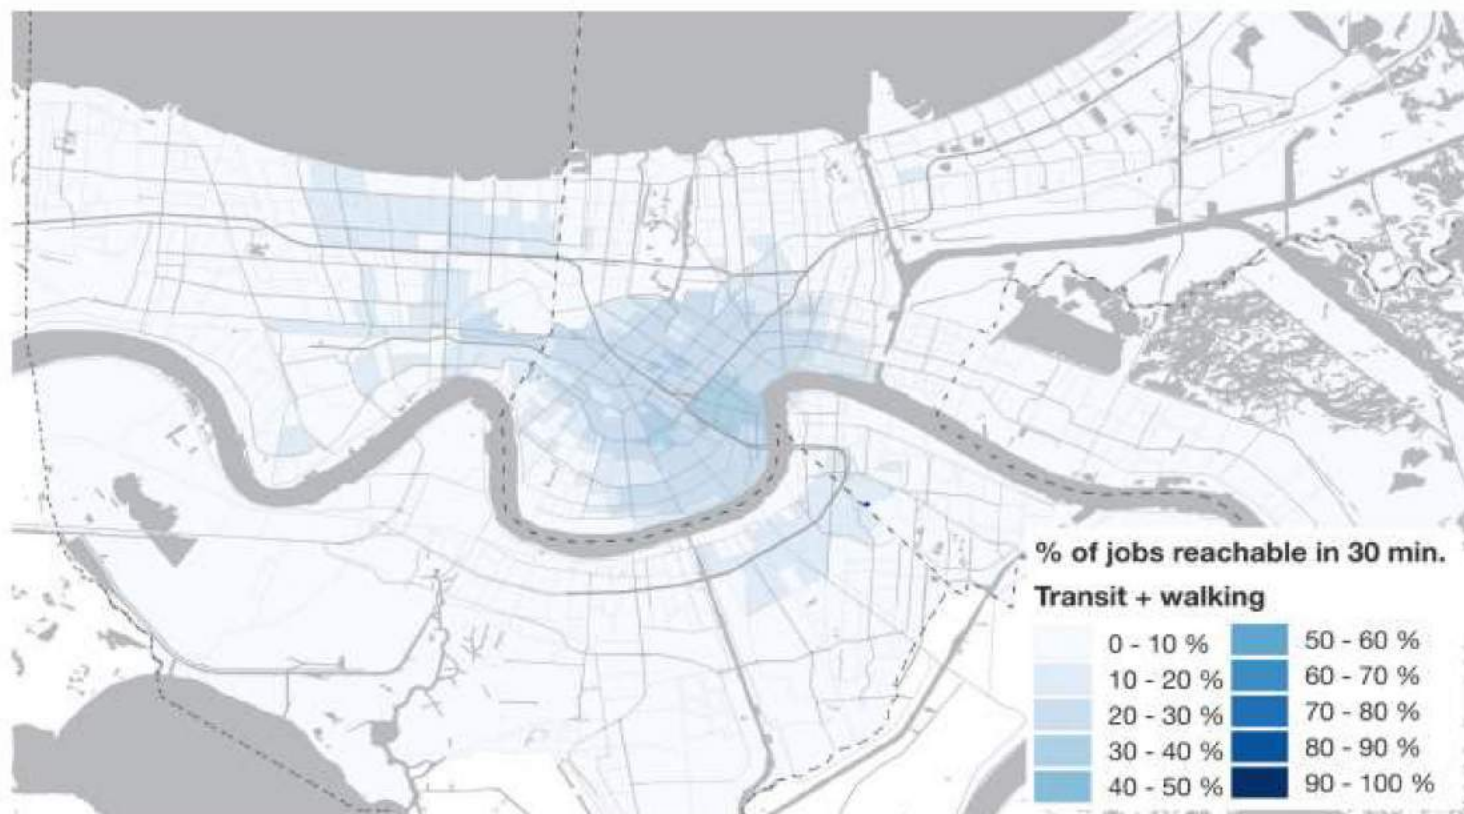 % of jobs reachable in 30 min.
Transit + walking
0 - 10 %
10 - 20 %
20 - 30 %
30 - 40 %
40 - 50 %
50 - 60 %
60 - 70 %
70 - 80 %
80 - 90 %
90 - 100 %